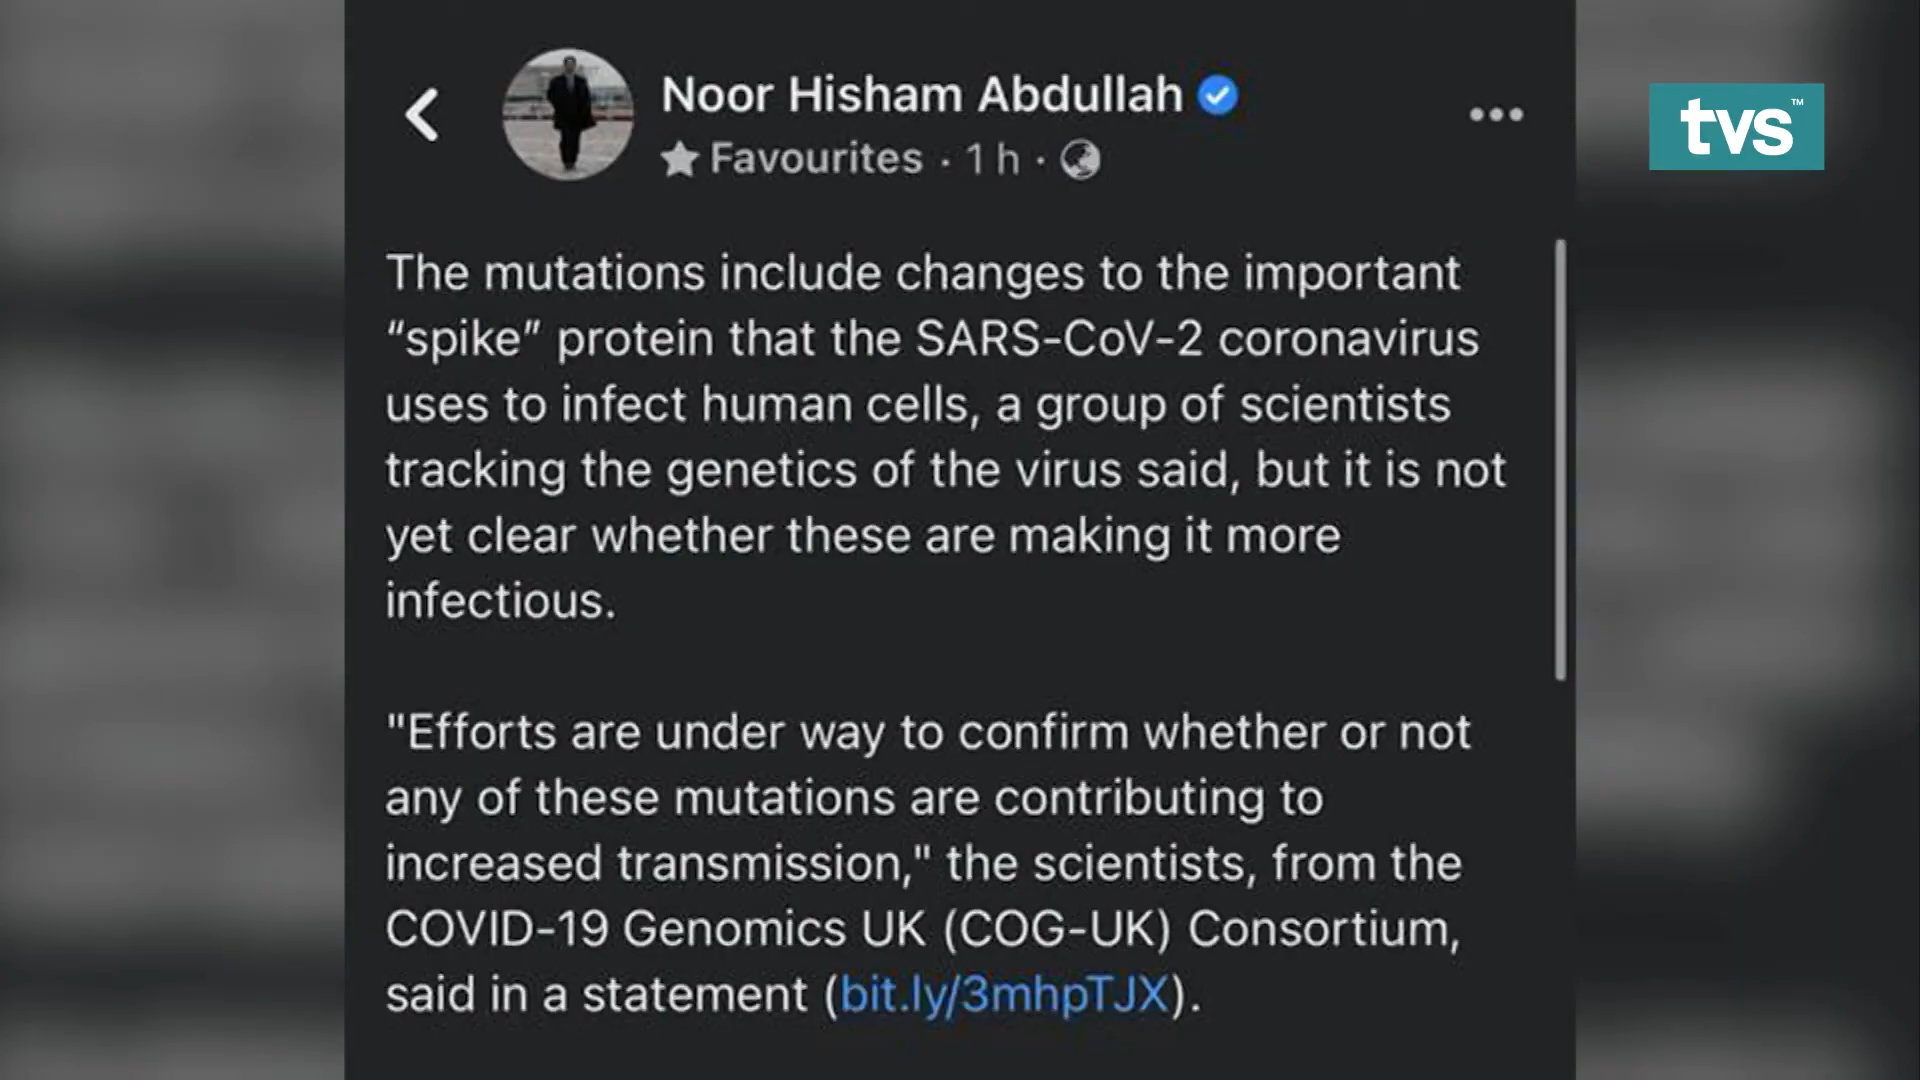 Noor Hisham Abdullah
tvs™
Favourites · 1 h ·
The mutations include changes to the important
“spike” protein that the SARS-CoV-2 coronavirus
uses to infect human cells, a group of scientists
tracking the genetics of the virus said, but it is not
yet clear whether these are making it more
infectious.
"Efforts are under way to confirm whether or not
any of these mutations are contributing to
increased transmission," the scientists, from the
COVID-19 Genomics UK (COG-UK) Consortium,
said in a statement (bit.ly/3mhpTJX).